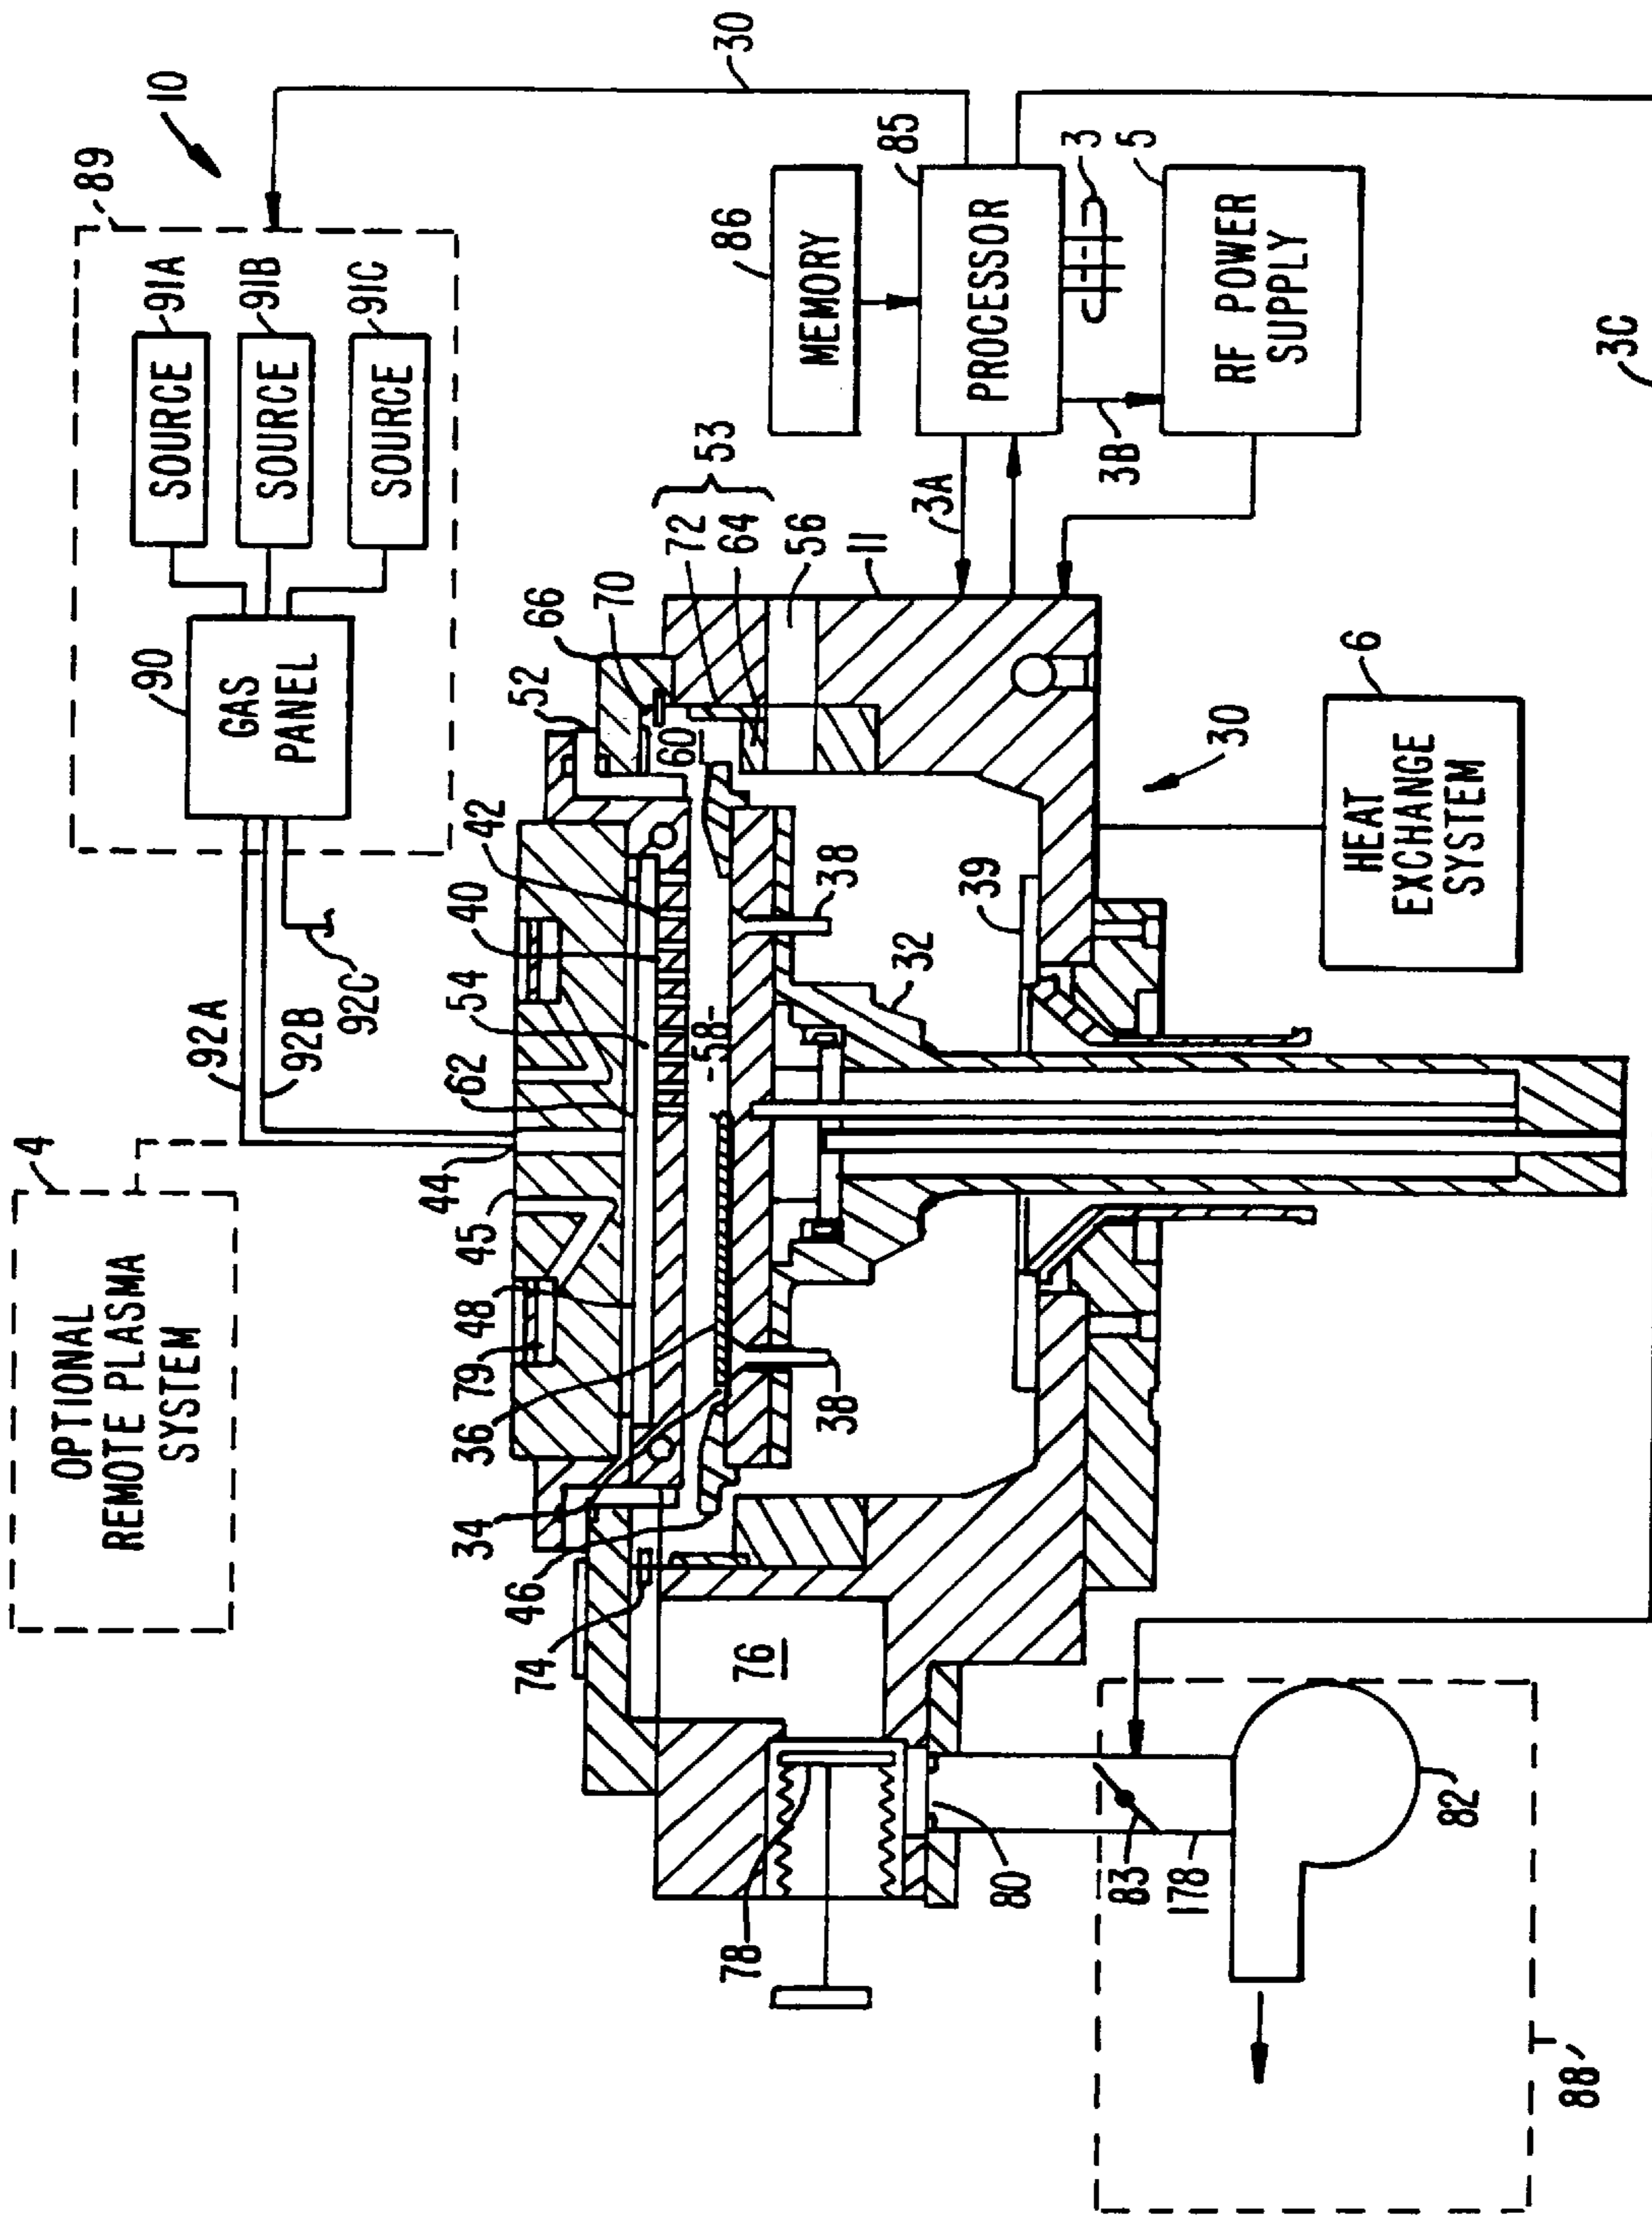 OPTIONAL
REMOTE PLASMA
SYSTEM
4
89
10
SOURCE
91A
SOURCE
91B
SOURCE
91C
90
GAS
PANEL
92A
92B
92C
30
34
36
79
48
45
44
62
54
40
42
52
66
70
72
64
53
56
11
60
-58-
46
74
76
78
38
38
32
39
30
86
MEMORY
85
PROCESSOR
3
3A
3B
5
RF POWER
SUPPLY
6
HEAT
EXCHANGE
SYSTEM
3C
80
83
178
82
88